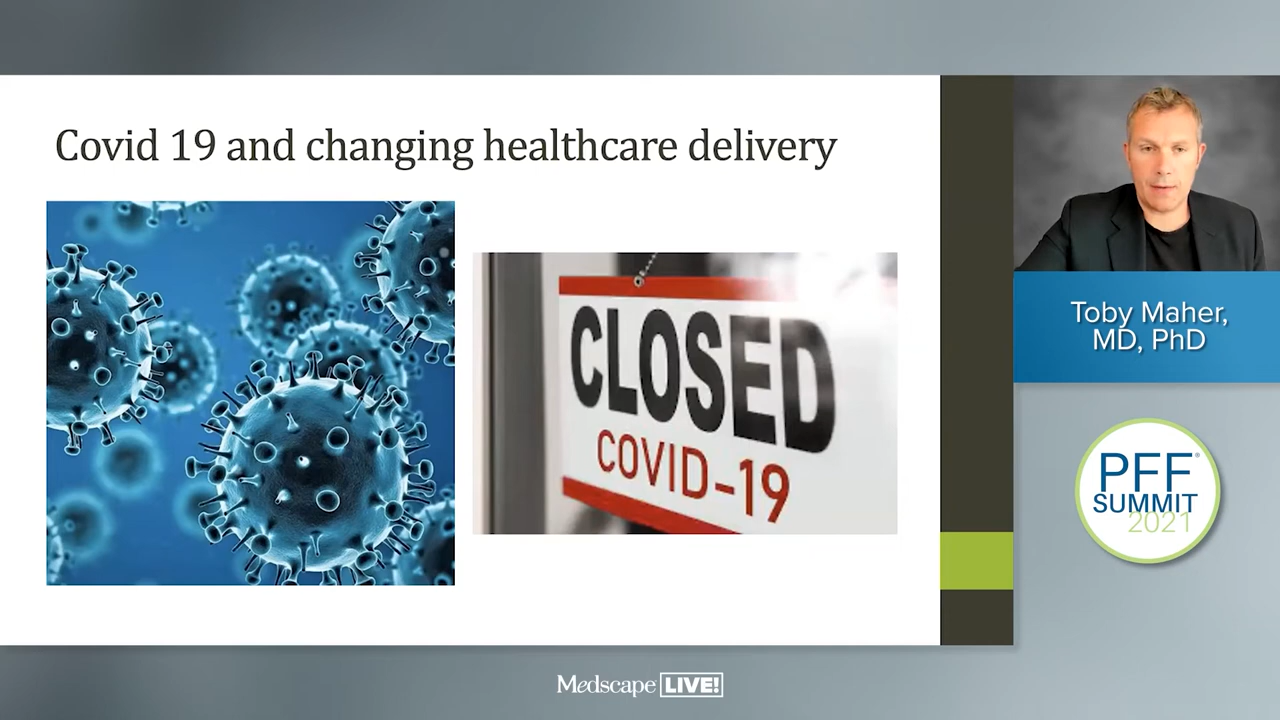 Covid 19 and changing healthcare delivery
CLOSED
COVID-19
Toby Maher,
MD, PhD
PFF®
SUMMIT
2021
Medscape LIVE!